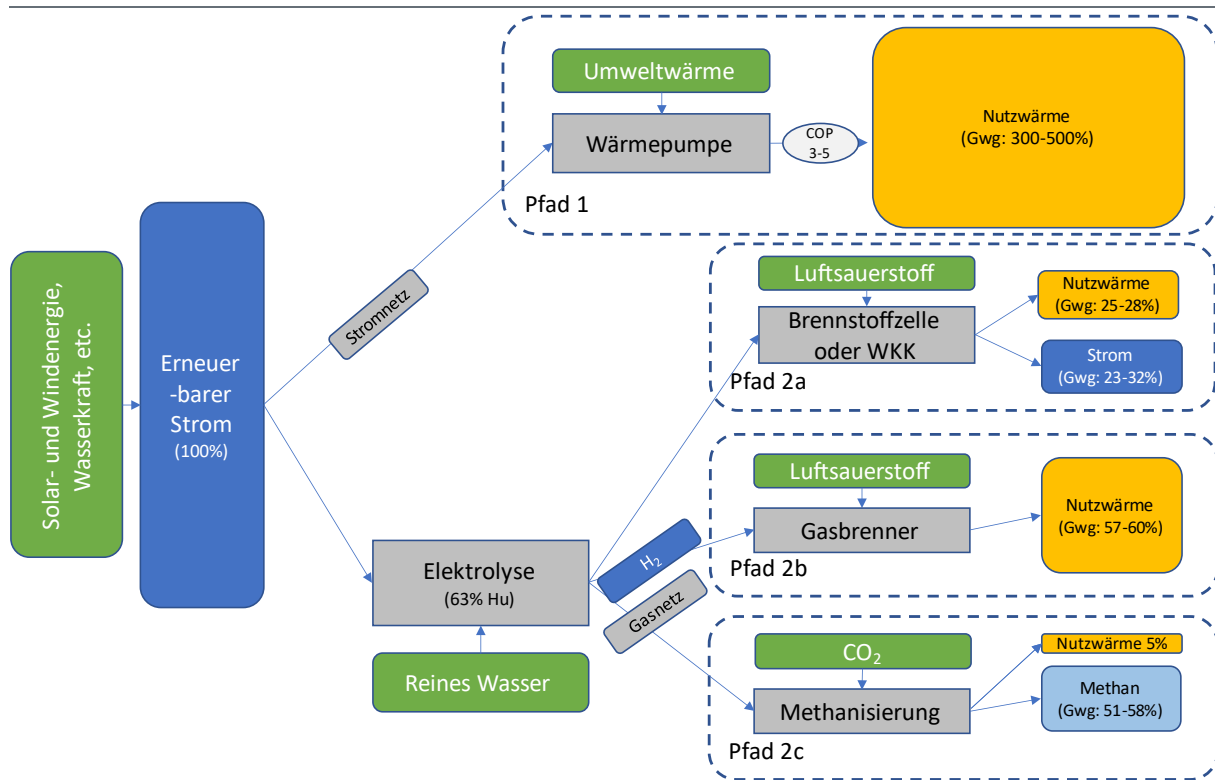 Umweltwärme
Wärmepumpe
COP
3-5
Nutzwärme
(Gwg: 300-500%)
Pfad 1
Solar- und Windenergie,
Wasserkraft, etc.
Erneuer
-barer
Strom
(100%)
Stromnetz
Luftsauerstoff
Brennstoffzelle
oder WKK
Nutzwärme
(Gwg: 25-28%)
Strom
(Gwg: 23-32%)
Pfad 2a
Luftsauerstoff
Gasbrenner
Nutzwärme
(Gwg: 57-60%)
Pfad 2b
Elektrolyse
(63% Hu)
H₂
Gasnetz
Reines Wasser
CO₂
Methanisierung
Nutzwärme 5%
Methan
(Gwg: 51-58%)
Pfad 2c